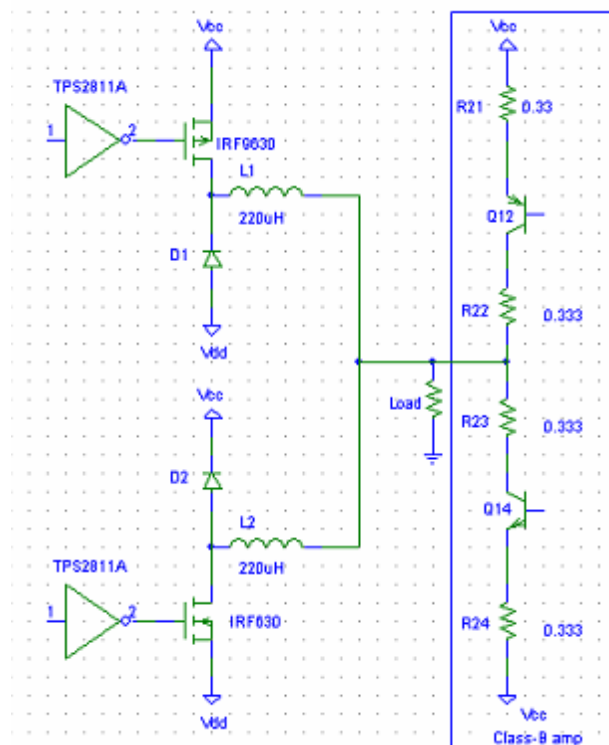 Vcc
Vcc
TPS2811A
R21
0.33
1
2
IRF9630
L1
220uH
Q12
D1
R22
0.333
Vdd
Vcc
Load
R23
0.333
D2
L2
Q14
TPS2811A
220uH
1
2
IRF630
R24
0.333
Vdd
Vcc
Class-B amp